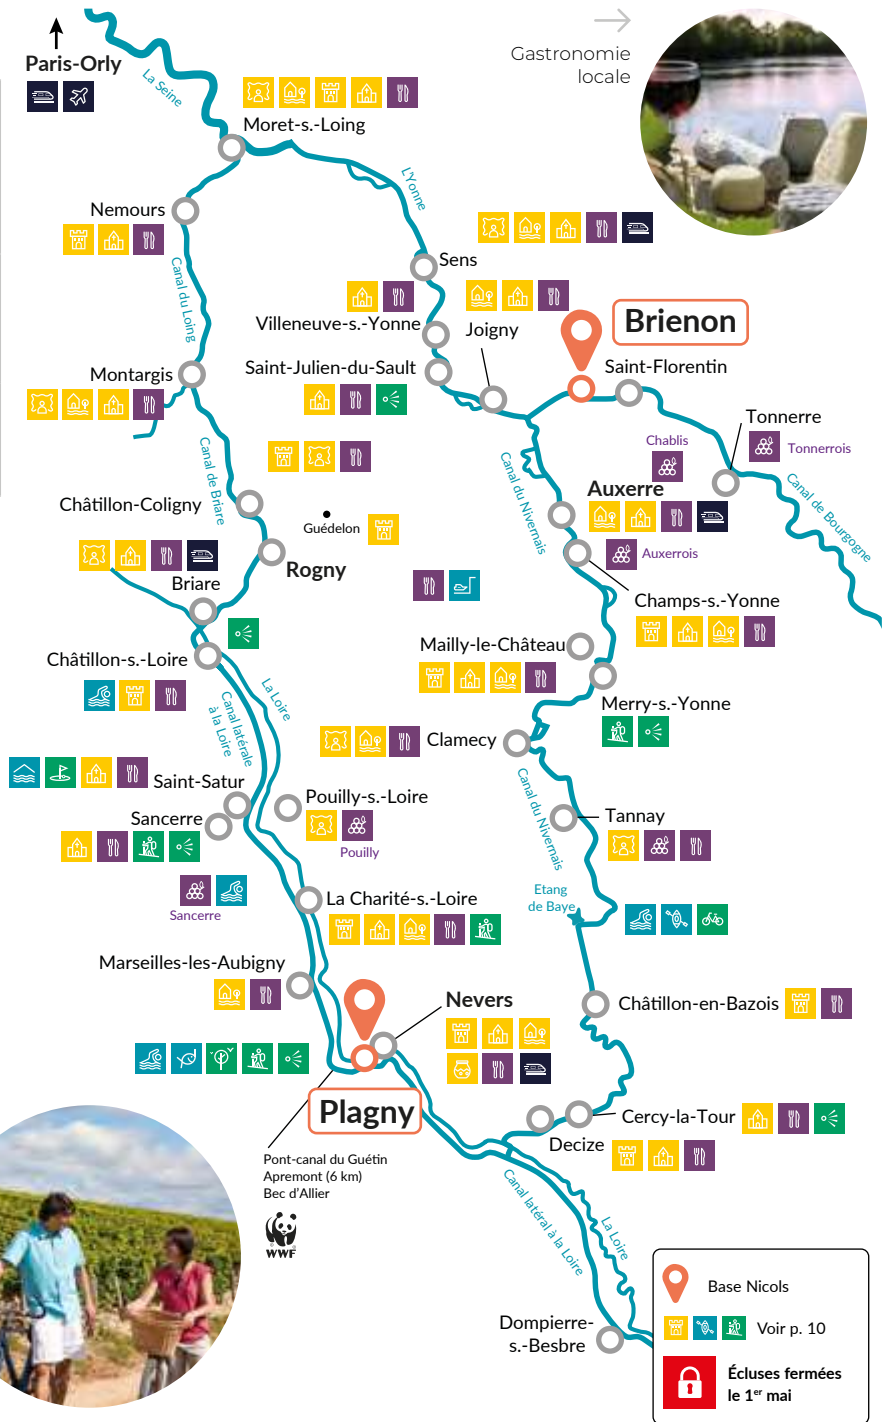 Paris-Orly
La Seine
Gastronomie
locale
Moret-s.-Loing
L'Yonne
Nemours
Sens
Canal du Loing
Villeneuve-s.-Yonne
Joigny
Brienon
Montargis
Saint-Julien-du-Sault
Saint-Florentin
Tonnerre
Chablis
Tonnerrois
Canal de Briare
Canal du Nivernais
Auxerre
Canal de Bourgogne
Châtillon-Coligny
Guédelon
Auxerrois
Rogny
Briare
Champs-s.-Yonne
Mailly-le-Château
Châtillon-s.-Loire
Merry-s.-Yonne
La Loire
Canal latérale
à la Loire
Clamecy
Saint-Satur
Pouilly-s.-Loire
Canal du Nivernais
Tannay
Sancerre
Pouilly
Etang
de Baye
La Charité-s.-Loire
Sancerre
Marseilles-les-Aubigny
Nevers
Châtillon-en-Bazois
Plagny
Cercy-la-Tour
Decize
Pont-canal du Guétin
Apremont (6 km)
Bec d'Allier
WWF
Canal latéral à la Loire
La Loire
Dompierre-
s.-Besbre
Base Nicols
Voir p. 10
Écluses fermées
le 1er mai